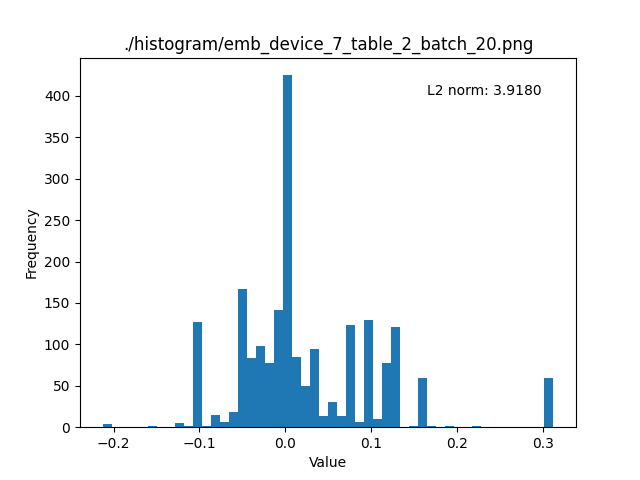 ./histogram/emb_device_7_table_2_batch_20.png
L2 norm: 3.9180
Frequency
400
350
300
250
200
150
100
50
0
−0.2 −0.1 0.0 0.1 0.2 0.3
Value